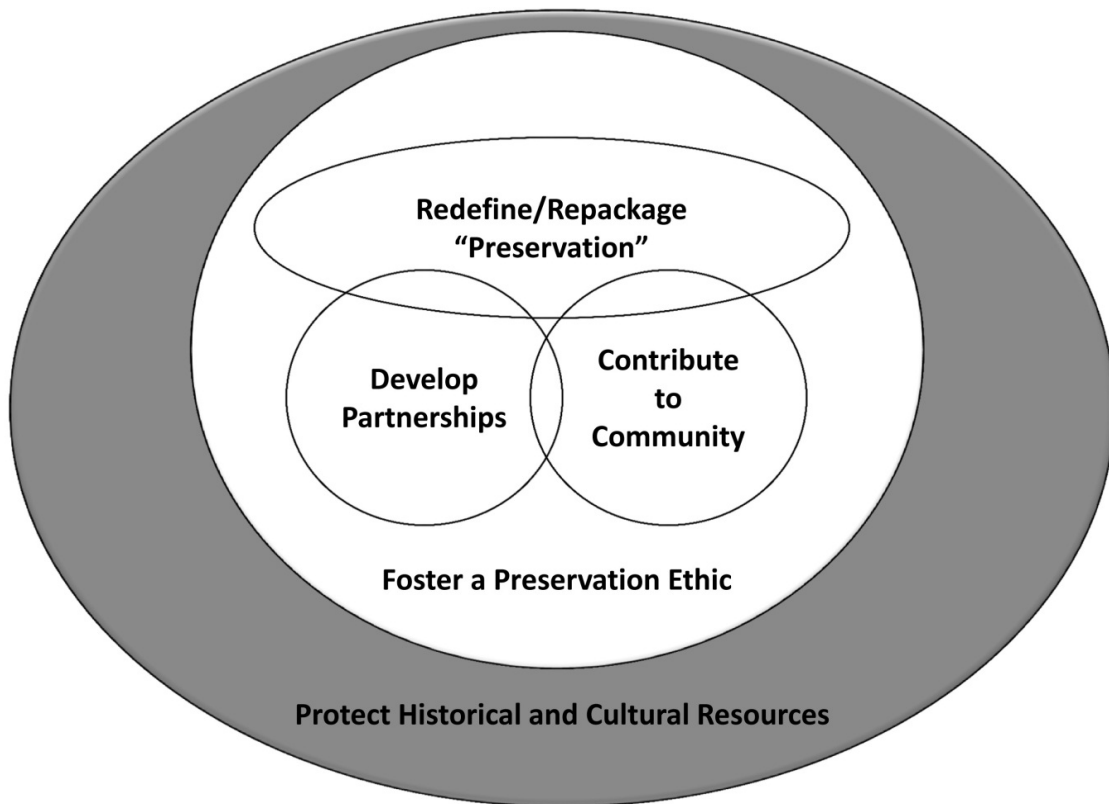 Redefine/Repackage
“Preservation”
Develop
Partnerships
Contribute
to
Community
Foster a Preservation Ethic
Protect Historical and Cultural Resources